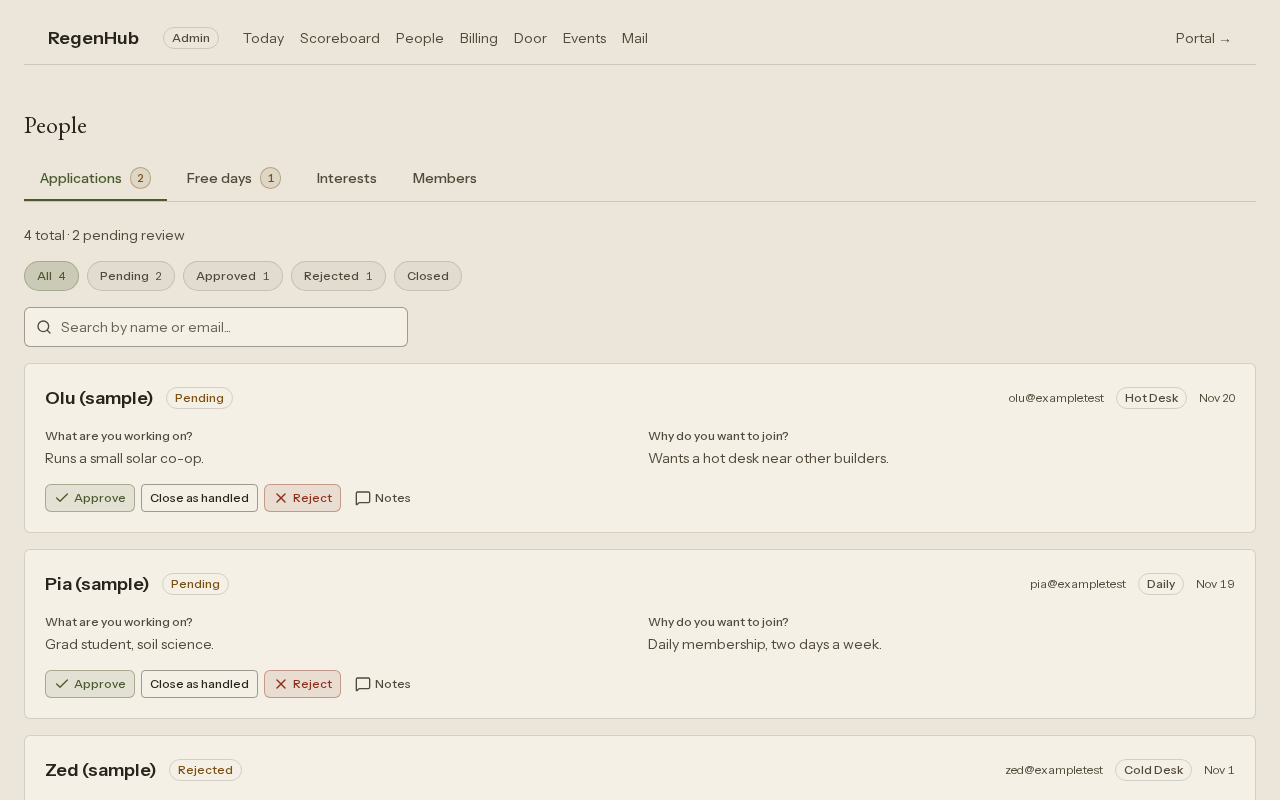 RegenHub Admin Today Scoreboard People Billing Door Events Mail Portal →
People
Applications 2 Free days 1 Interests Members
4 total · 2 pending review
All 4 Pending 2 Approved 1 Rejected 1 Closed
Search by name or email...
Olu (sample) Pending olu@example.test Hot Desk Nov 20
What are you working on? Why do you want to join?
Runs a small solar co-op. Wants a hot desk near other builders.
Approve Close as handled Reject Notes
Pia (sample) Pending pia@example.test Daily Nov 19
What are you working on? Why do you want to join?
Grad student, soil science. Daily membership, two days a week.
Approve Close as handled Reject Notes
Zed (sample) Rejected zed@example.test Cold Desk Nov 1